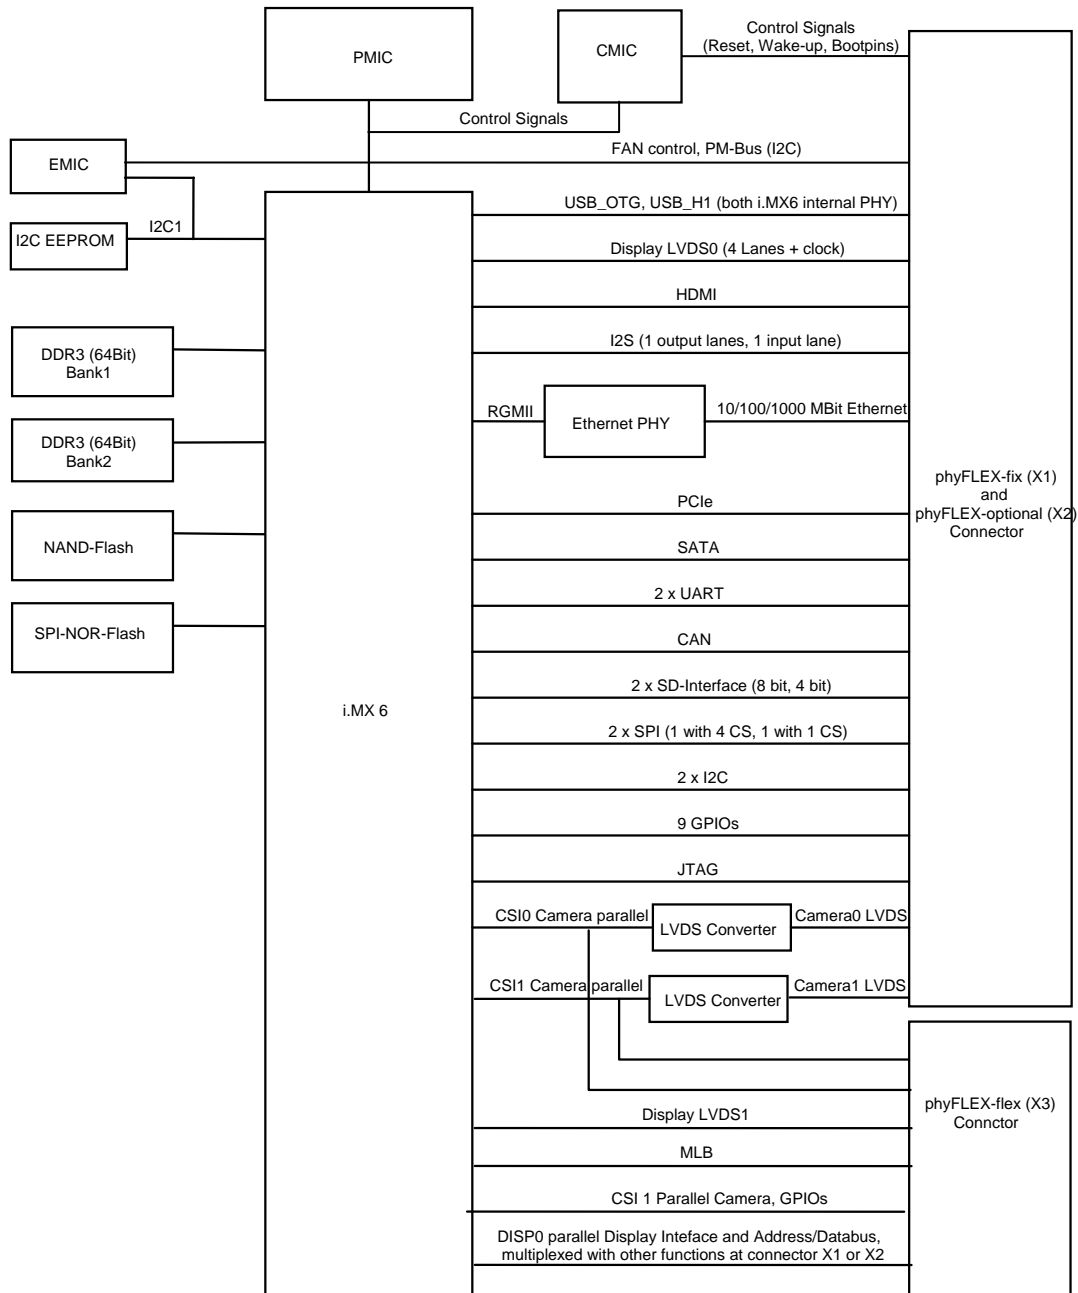 Control Signals
(Reset, Wake-up, Bootpins)
PMIC
CMIC
Control Signals
EMIC
FAN control, PM-Bus (I2C)
USB_OTG, USB_H1 (both i.MX6 internal PHY)
I2C1
I2C EEPROM
Display LVDS0 (4 Lanes + clock)
HDMI
I2S (1 output lanes, 1 input lane)
DDR3 (64Bit)
Bank1
RGMII
Ethernet PHY
10/100/1000 MBit Ethernet
DDR3 (64Bit)
Bank2
phyFLEX-fix (X1)
and
phyFLEX-optional (X2)
Connector
PCIe
NAND-Flash
SATA
2 x UART
SPI-NOR-Flash
CAN
2 x SD-Interface (8 bit, 4 bit)
i.MX 6
2 x SPI (1 with 4 CS, 1 with 1 CS)
2 x I2C
9 GPIOs
JTAG
CSI0 Camera parallel
LVDS Converter
Camera0 LVDS
CSI1 Camera parallel
LVDS Converter
Camera1 LVDS
phyFLEX-flex (X3)
Connctor
Display LVDS1
MLB
CSI 1 Parallel Camera, GPIOs
DISP0 parallel Display Inteface and Address/Databus,
multiplexed with other functions at connector X1 or X2